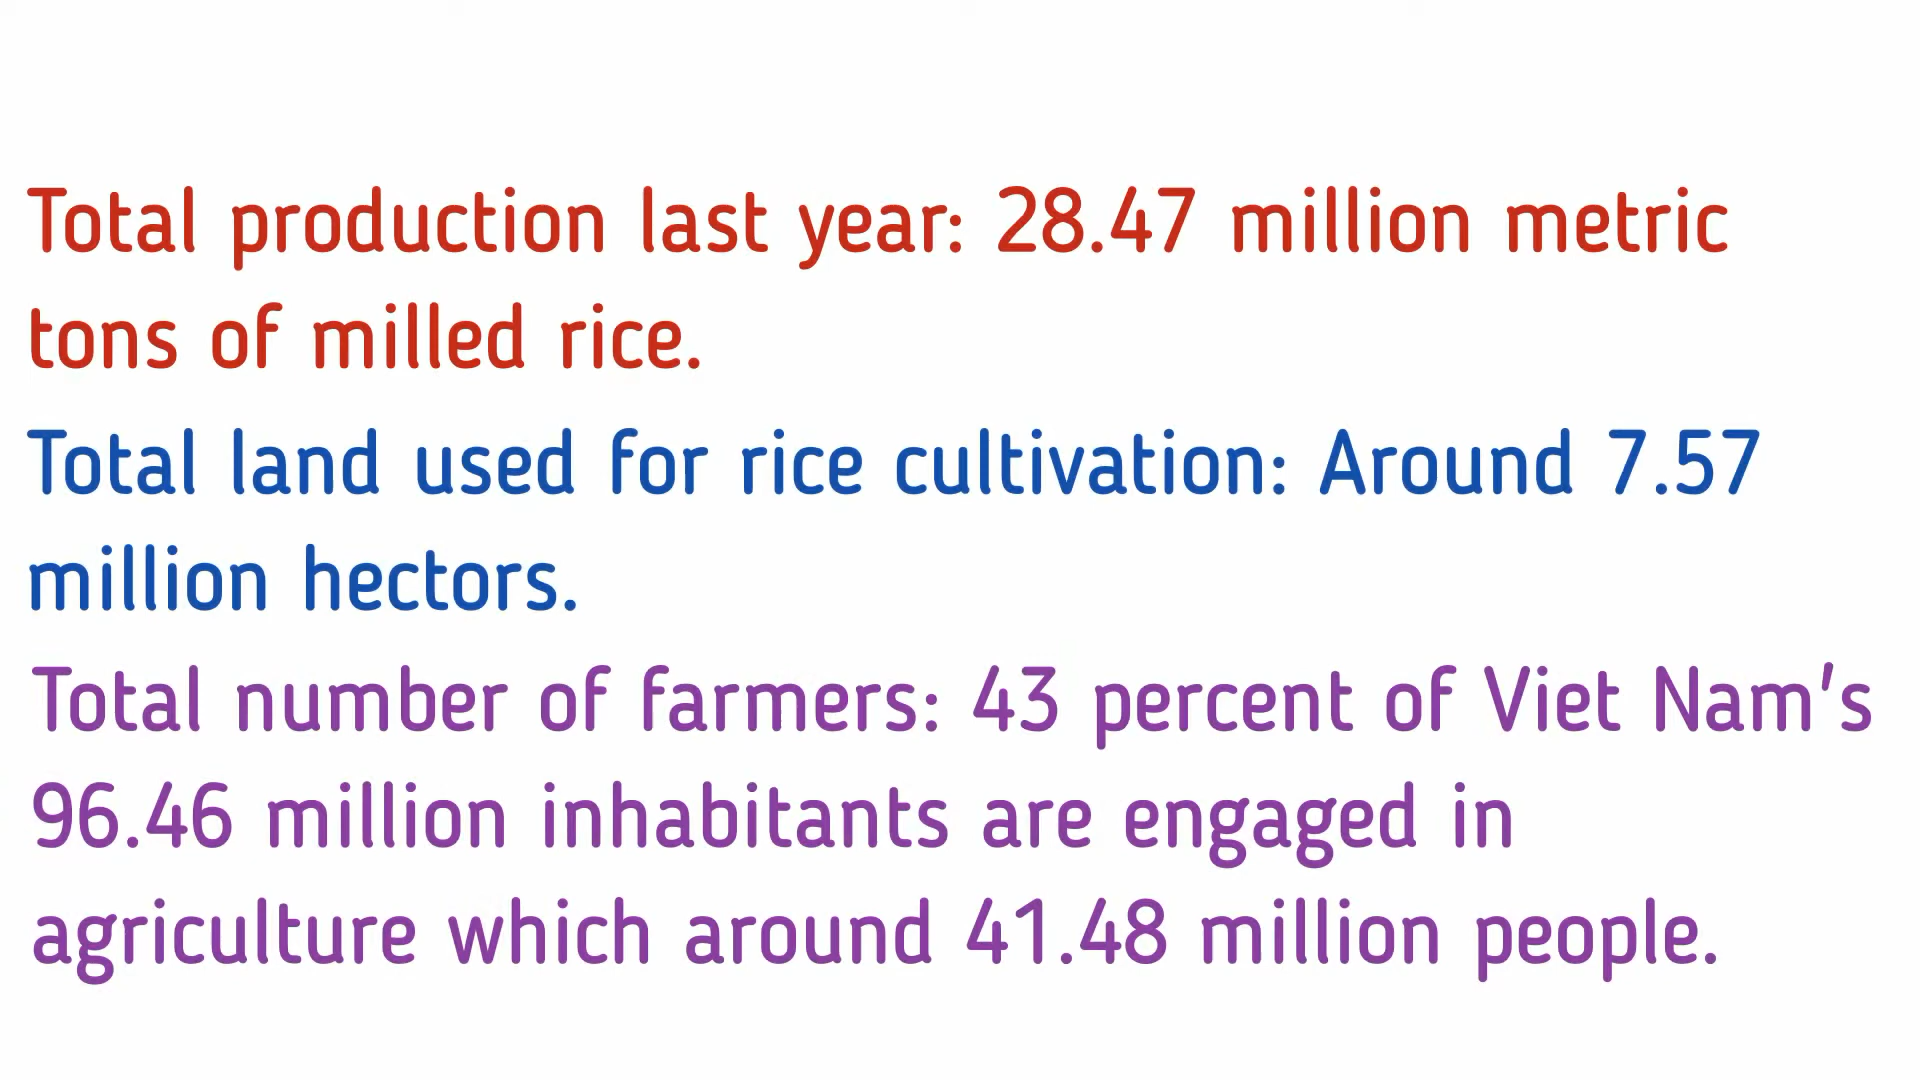 Total production last year: 28.47 million metric
tons of milled rice.
Total land used for rice cultivation: Around 7.57
million hectors.
Total number of farmers: 43 percent of Viet Nam's
96.46 million inhabitants are engaged in
agriculture which around 41.48 million people.